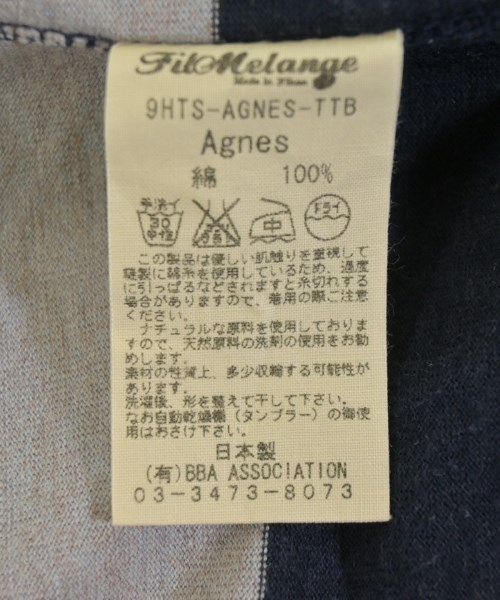 FilMelange
Made in Filane
9HTS-AGNES-TTB
Agnes
綿 100%
手洗イ ドライ
30
中性
この製品は優しい肌触りを重視して
縫製に綿糸を使用しているため、過度
に引っぱるなどされますと糸切れする
場合がありますので、着用の際ご注意
ください。
ナチュラルな原料を使用しておりま
すので、天然原料の洗剤の使用をお勧
めします。
素材の性質上、多少収縮する可能性が
あります。
洗濯後、形を整えて干して下さい。
なお自動乾燥機（タンブラー）の御使
用はおさけ下さい。
日本製
(有)BBA ASSOCIATION
03-3473-8073